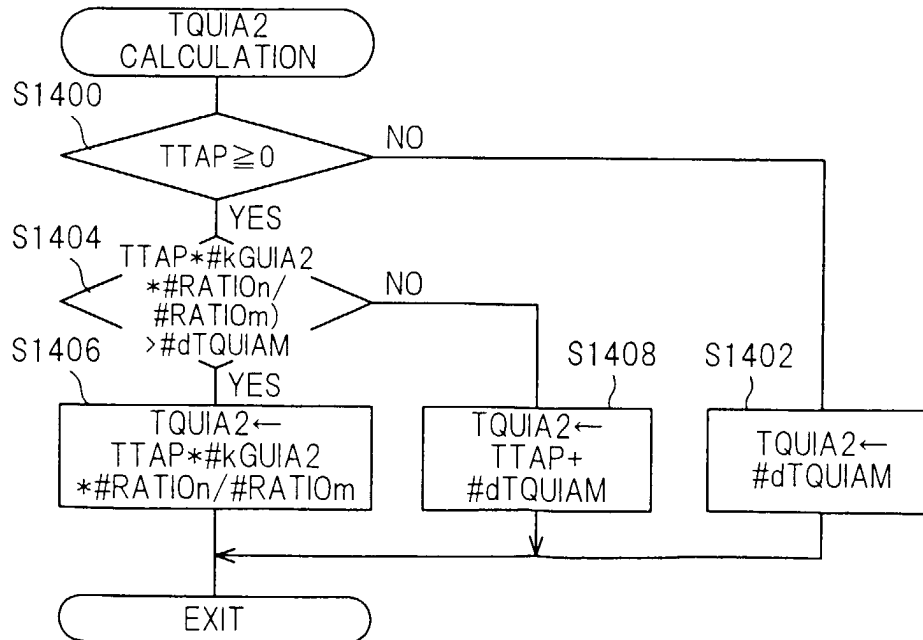 TQUIA2
CALCULATION
S1400
TTAP≧0
NO
YES
S1404
TTAP*#kGUIA2
*#RATIOn/
#RATIOm)
>#dTQUIAM
NO
YES
S1406
TQUIA2←
TTAP*#kGUIA2
*#RATIOn/#RATIOm
S1408
TQUIA2←
TTAP+
#dTQUIAM
S1402
TQUIA2←
#dTQUIAM
EXIT